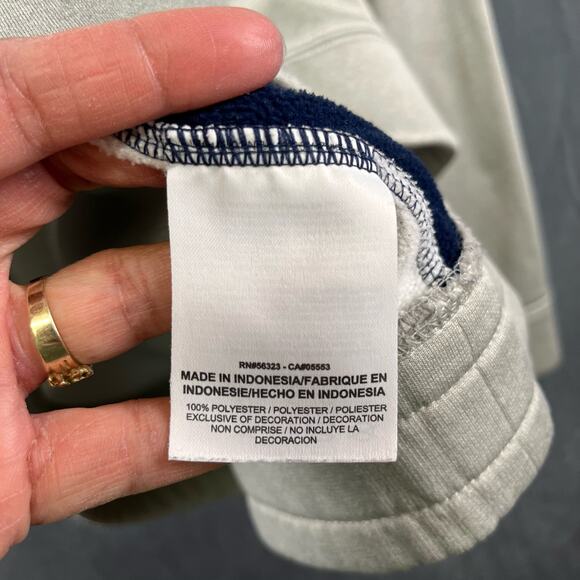 RN#56323 - CA#05553
MADE IN INDONESIA/FABRIQUE EN
INDONESIE/HECHO EN INDONESIA
100% POLYESTER / POLYESTER / POLIESTER
EXCLUSIVE OF DECORATION / DECORATION
NON COMPRISE / NO INCLUYE LA
DECORACION